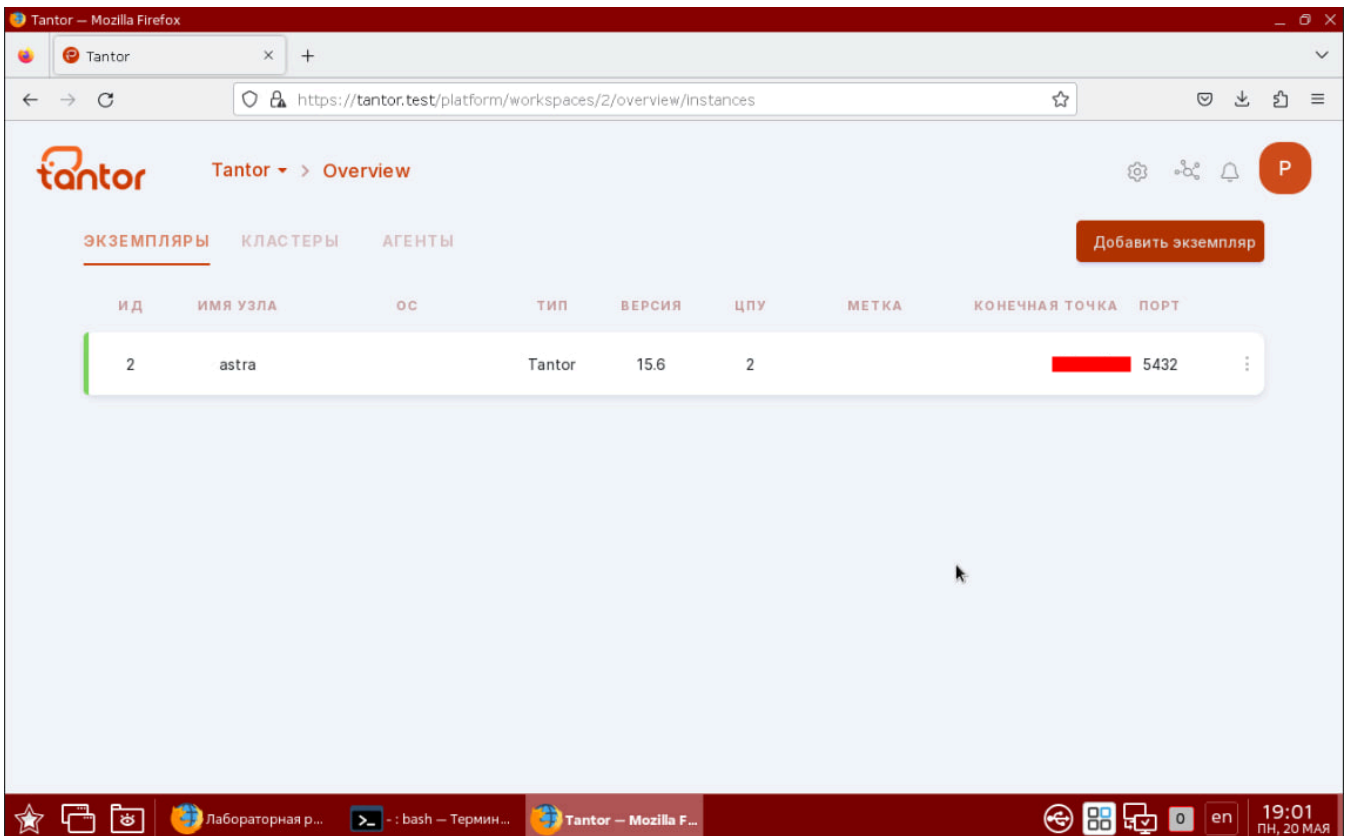 Tantor — Mozilla Firefox
Tantor
https://tantor.test/platform/workspaces/2/overview/instances
tantor Tantor > Overview P
ЭКЗЕМПЛЯРЫ КЛАСТЕРЫ АГЕНТЫ Добавить экземпляр
ИД ИМЯ УЗЛА ОС ТИП ВЕРСИЯ ЦПУ МЕТКА КОНЕЧНАЯ ТОЧКА ПОРТ
2 astra Tantor 15.6 2 5432
Лабораторная р... - : bash — Термин... Tantor — Mozilla F... 0 en 19:01
ПН, 20 МАЯ